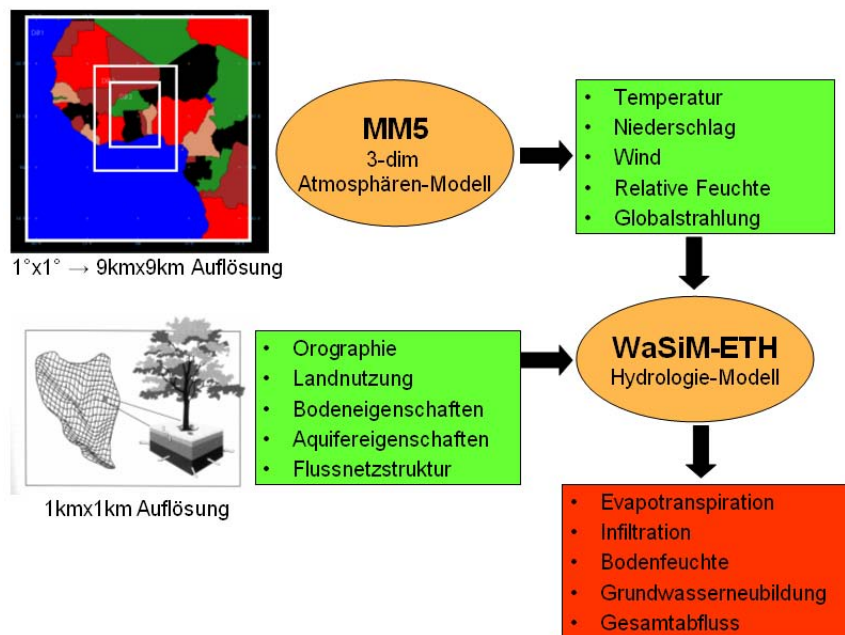 D01
MM5
3-dim
Atmosphären-Modell
• Temperatur
• Niederschlag
• Wind
• Relative Feuchte
• Globalstrahlung
1°x1° → 9kmx9km Auflösung
• Orographie
• Landnutzung
• Bodeneigenschaften
• Aquifereigenschaften
• Flussnetzstruktur
WaSiM-ETH
Hydrologie-Modell
1kmx1km Auflösung
• Evapotranspiration
• Infiltration
• Bodenfeuchte
• Grundwasserneubildung
• Gesamtabfluss